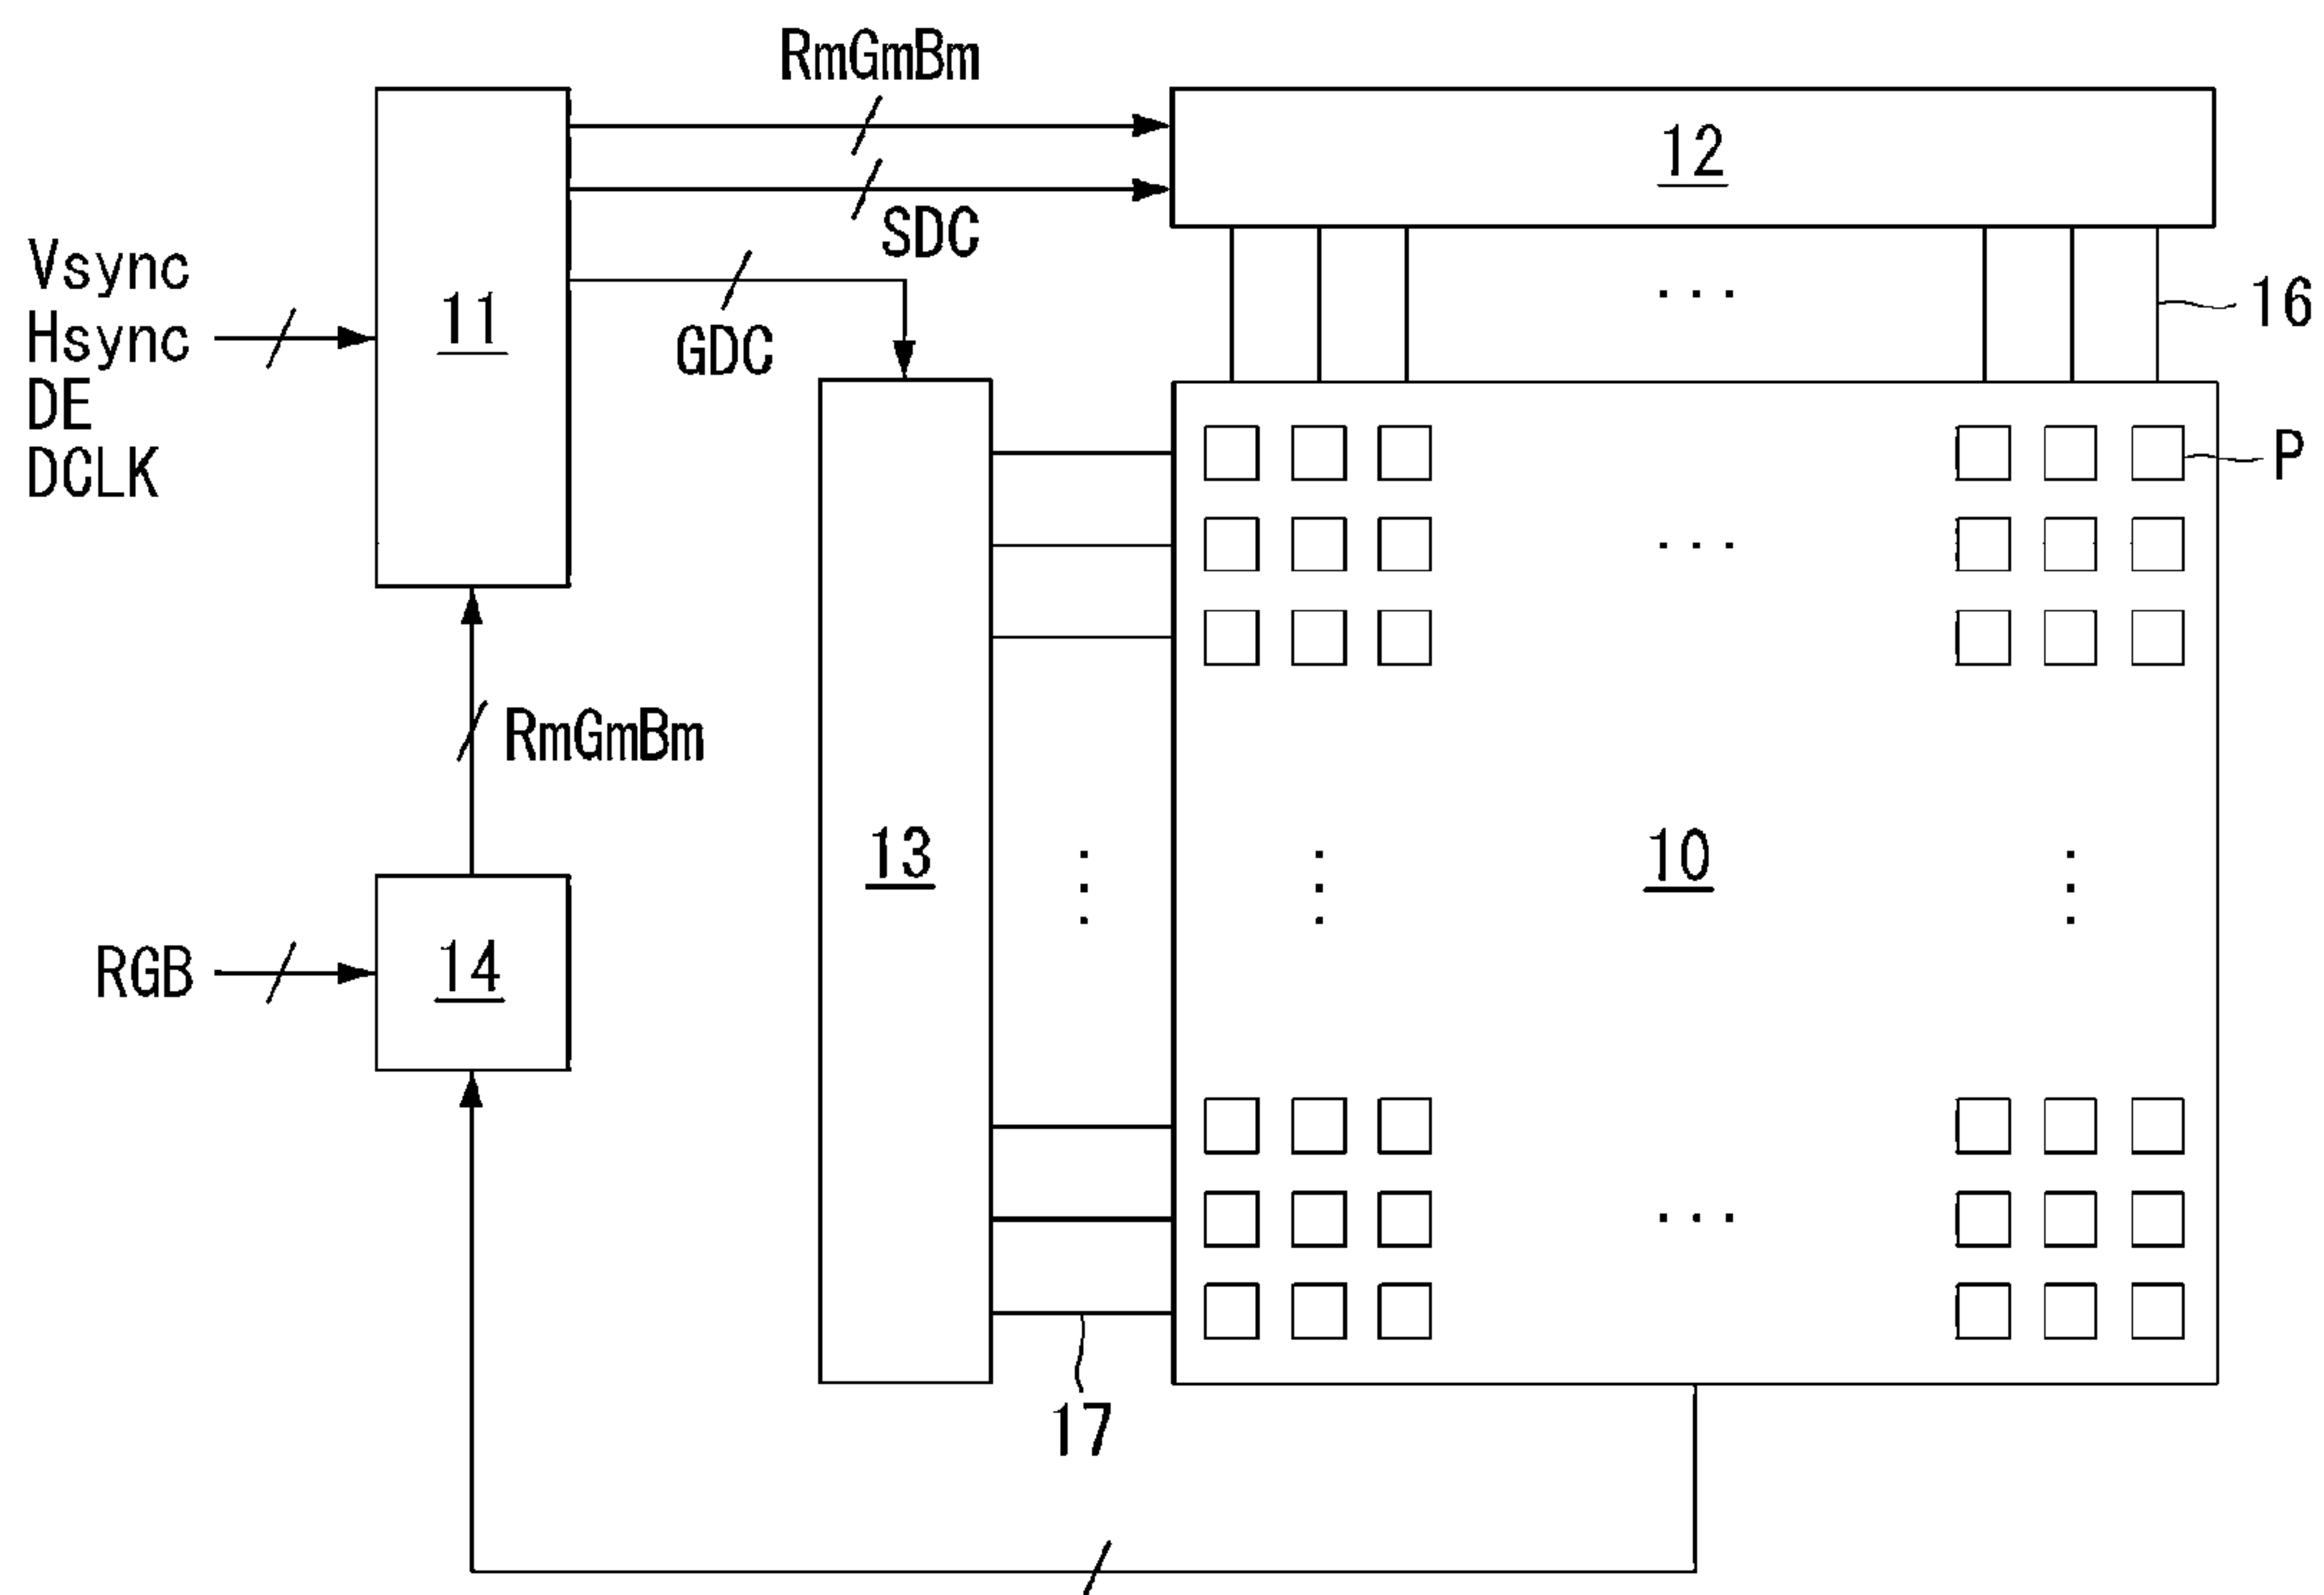 RmGmBm
12
SDC
Vsync
Hsync
DE
DCLK
11
GDC
16
P
RmGmBm
13
10
RGB
14
17